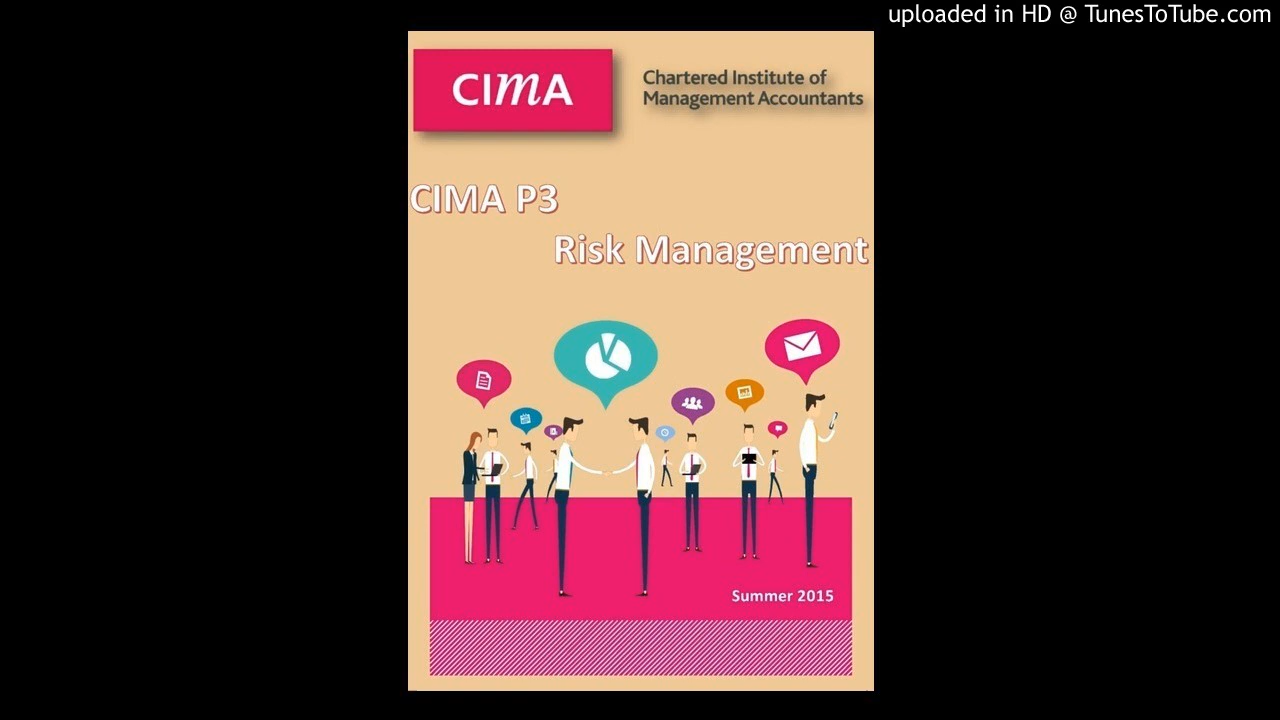 uploaded in HD @ TunesToTube.com
CIMA
Chartered Institute of
Management Accountants
CIMA P3
Risk Management
Summer 2015